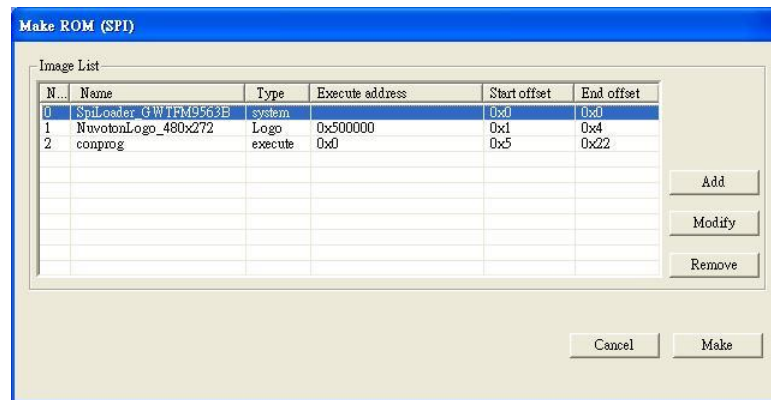 Make ROM (SPI)
Image List
N... Name Type Execute address Start offset End offset
0 SpiLoader_GWTFM9563B system 0x0 0x0
1 NuvotonLogo_480x272 Logo 0x500000 0x1 0x4
2 conprog execute 0x0 0x5 0x22
Add
Modify
Remove
Cancel Make